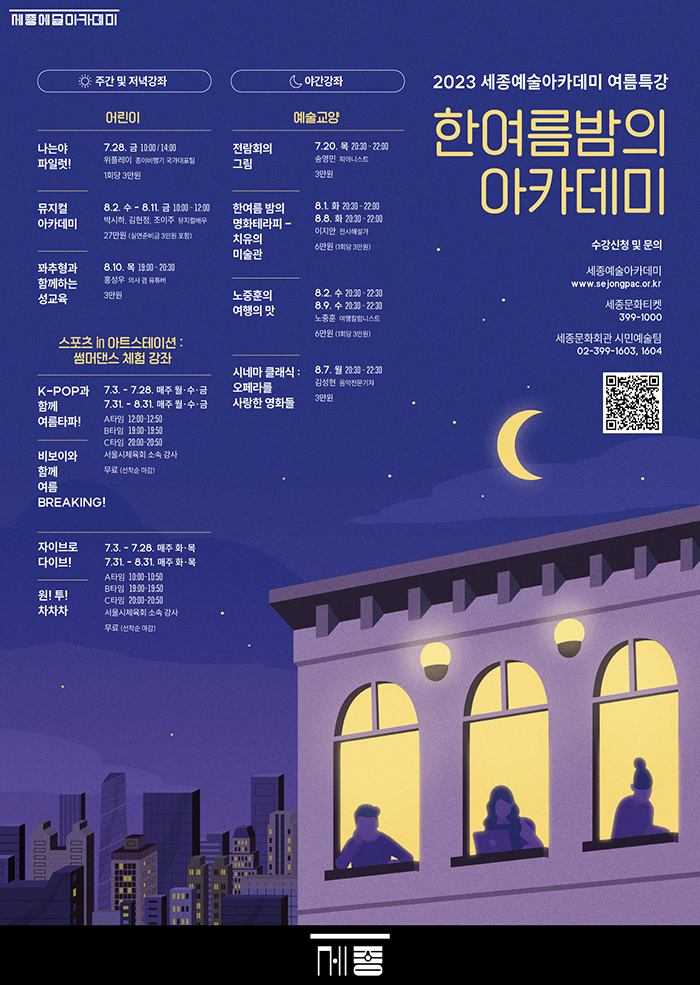 세종예술아카데미
주간 및 저녁강좌
어린이
나는야
파일럿!
7.28. 금 10:00 / 14:00
위플레이 종이비행기 국가대표팀
1회당 3만원
뮤지컬
아카데미
8.2. 수 - 8.11. 금 10:00 - 12:00
박시하, 김현정, 조이주 뮤지컬배우
27만원 (실연준비금 3만원 포함)
꽈추형과
함께하는
성교육
8.10. 목 19:00 - 20:30
홍성우 의사 겸 유튜버
3만원
스포츠 in 아트스테이션 :
썸머댄스 체험 강좌
K-POP과
함께
여름타파!
비보이와
함께
여름
BREAKING!
7.3. - 7.28. 매주 월·수·금
7.31. - 8.31. 매주 월·수·금
A타임 12:00-12:50
B타임 19:00-19:50
C타임 20:00-20:50
서울시체육회 소속 강사
무료 (선착순 마감)
자이브로
다이브!
원! 투!
차차차
7.3. - 7.28. 매주 화·목
7.31. - 8.31. 매주 화·목
A타임 10:00-10:50
B타임 19:00-19:50
C타임 20:00-20:50
서울시체육회 소속 강사
무료 (선착순 마감)
야간강좌
예술교양
전람회의
그림
7.20. 목 20:30 - 22:00
송영민 피아니스트
3만원
한여름 밤의
명화테라피 -
치유의
미술관
8.1. 화 20:30 - 22:00
8.8. 화 20:30 - 22:00
이지안 전시해설가
6만원 (1회당 3만원)
노중훈의
여행의 맛
8.2. 수 20:30 - 22:30
8.9. 수 20:30 - 22:30
노중훈 여행칼럼니스트
6만원 (1회당 3만원)
시네마 클래식 :
오페라를
사랑한 영화들
8.7. 월 20:30 - 22:30
김성현 음악전문기자
3만원
2023 세종예술아카데미 여름특강
한여름밤의
아카데미
수강신청 및 문의
세종예술아카데미
www.sejongpac.or.kr
세종문화티켓
399-1000
세종문화회관 시민예술팀
02-399-1603, 1604
세종